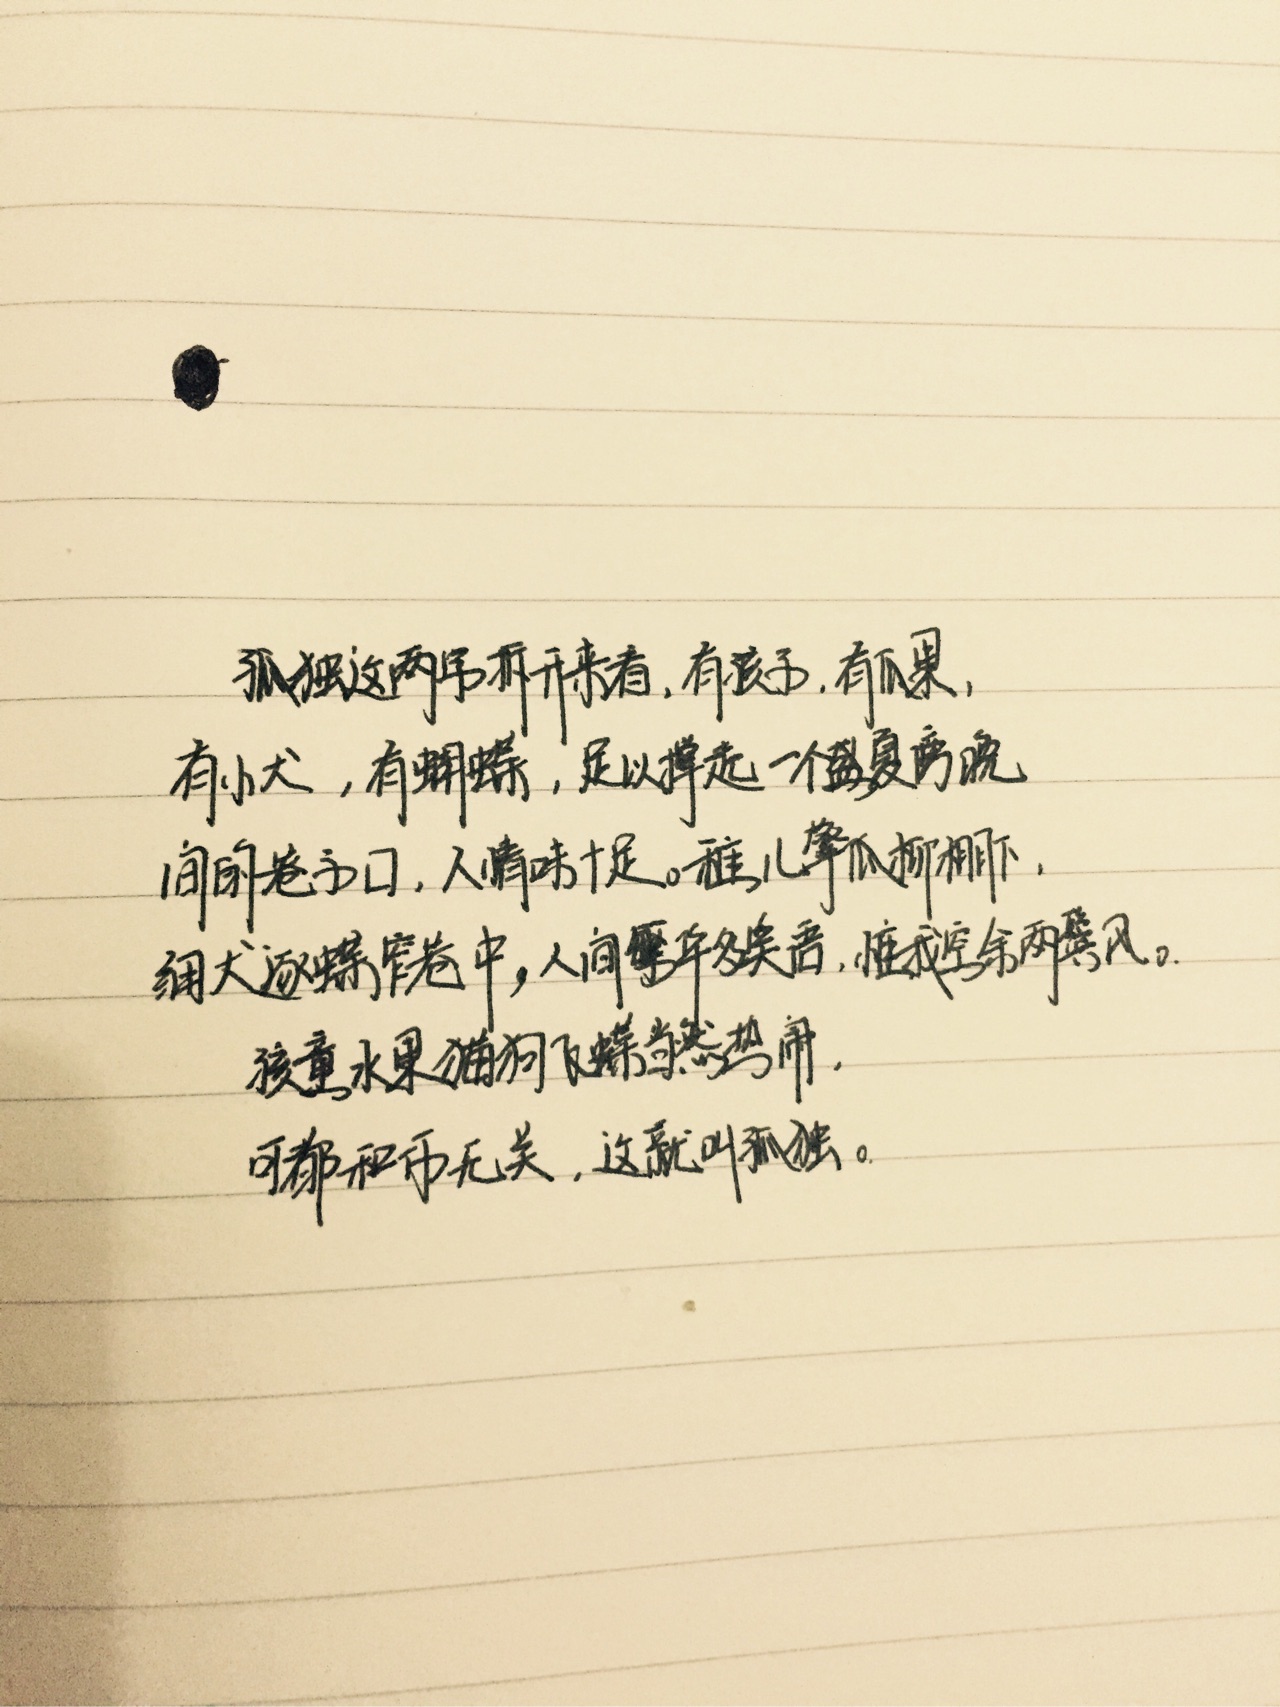 孤独这两字拆开来看，有孩子，有瓜果，
有小犬，有蝴蝶，足以撑起一个盛夏傍晚
间的巷子口，人情味十足。稚儿擎瓜柳棚下，
细犬逐蝶窄巷中，人间繁华多笑语，惟我空余两鬓风。
孩童水果猫狗飞蝶当然热闹，
可都和你无关，这就叫孤独。